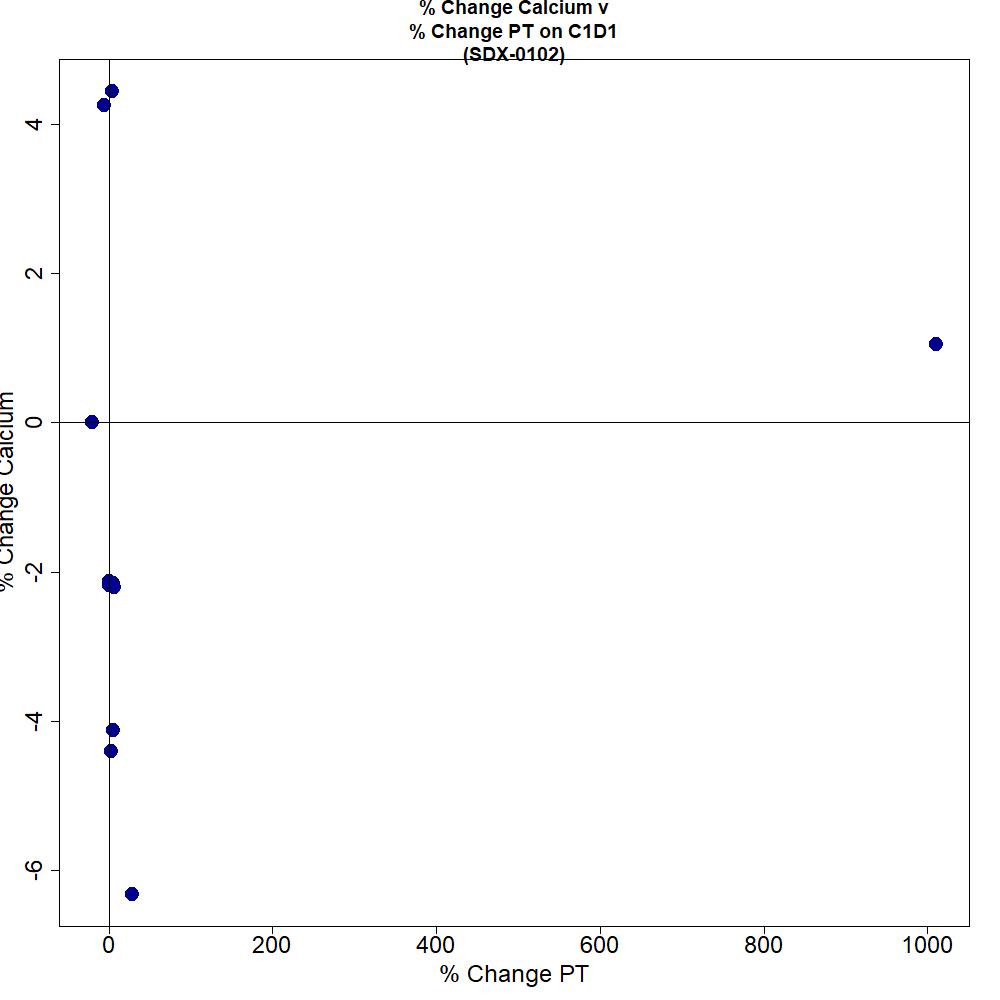 % Change Calcium v
% Change PT on C1D1
(SDX-0102)
% Change Calcium
4
2
0
-2
-4
-6
0 200 400 600 800 1000
% Change PT